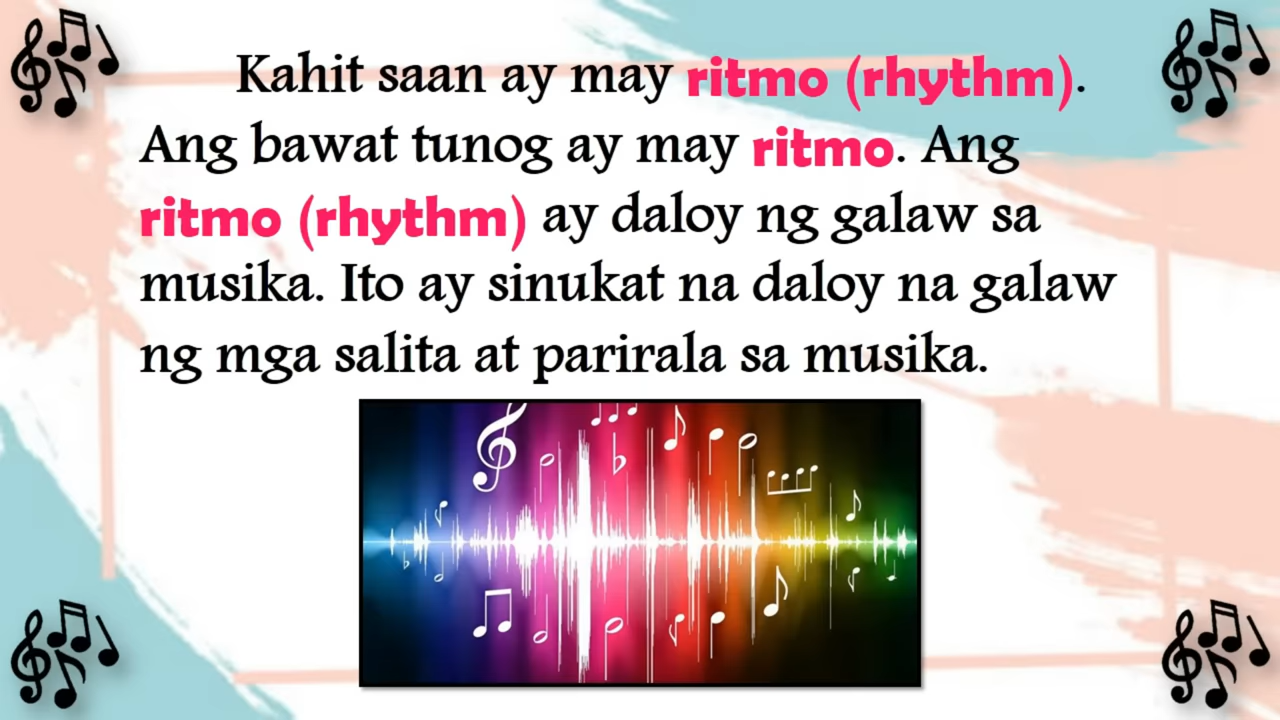 Kahit saan ay may ritmo (rhythm).
Ang bawat tunog ay may ritmo. Ang
ritmo (rhythm) ay daloy ng galaw sa
musika. Ito ay sinukat na daloy na galaw
ng mga salita at parirala sa musika.